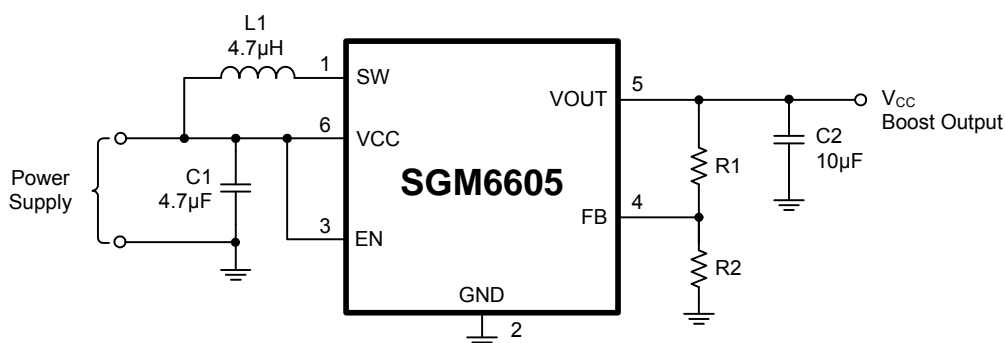 L1
4.7µH
1
SW
VOUT
5
V_CC
Boost Output
6
VCC
C2
10µF
R1
Power
Supply
C1
4.7µF
SGM6605
3
EN
FB
4
R2
GND
2